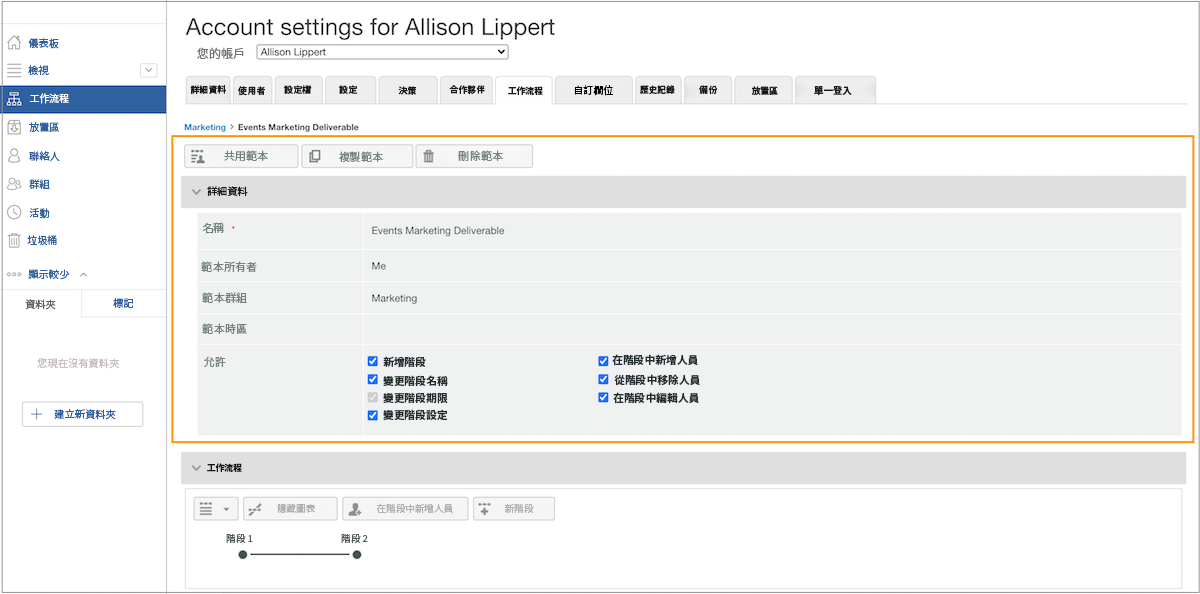 Account settings for Allison Lippert
您的帳戶 Allison Lippert
儀表板
檢視
工作流程
放置區
聯絡人
群組
活動
垃圾桶
顯示較少
資料夾 標記
您現在沒有資料夾
建立新資料夾
詳細資料 使用者 設定檔 設定 決策 合作夥伴 工作流程 自訂欄位 歷史記錄 備份 放置區 單一登入
Marketing > Events Marketing Deliverable
共用範本 複製範本 刪除範本
詳細資料
名稱 * Events Marketing Deliverable
範本所有者 Me
範本群組 Marketing
範本時區
允許
新增階段 在階段中新增人員
變更階段名稱 從階段中移除人員
變更階段期限 在階段中編輯人員
變更階段設定
工作流程
隱藏圖表 在階段中新增人員 新階段
階段 1 階段 2